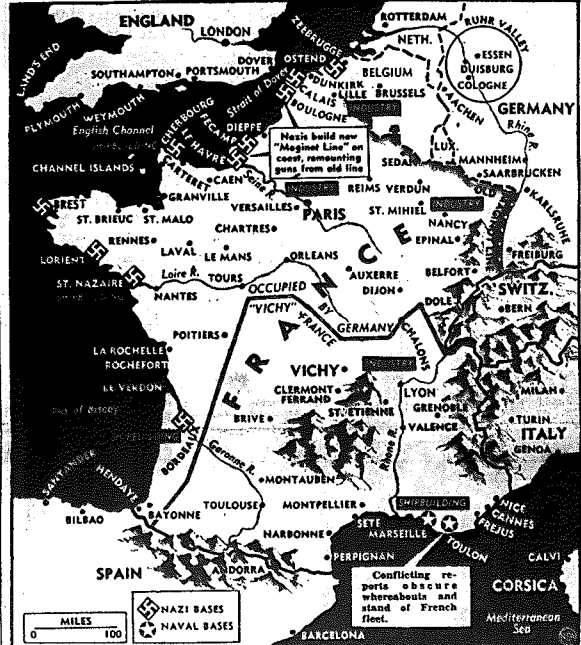 ENGLAND
LONDON
ROTTERDAM
RUHR VALLEY
NETH.
ESSEN
DUISBURG
COLOGNE
ZEEBRUGGE
OSTEND
DOVER
LAND'S END
SOUTHAMPTON
PORTSMOUTH
Strait of Dover
BELGIUM
DUNKIRK
CALAIS
LILLE
BRUSSELS
BOULOGNE
AACHEN
GERMANY
PLYMOUTH
WEYMOUTH
English Channel
CHERBOURG
FECAMP
DIEPPE
LE HAVRE
Rhine R.
Nazis build new
"Maginot Line" on
coast, remounting
guns from old line
CHANNEL ISLANDS
CARTERET
CAEN
Seine R.
SEDAN
LUX.
MANNHEIM
SAARBRUCKEN
OLD
MAGINOT LINE
KARLSRUHE
GRANVILLE
INDUSTRY
REIMS
VERDUN
VERSAILLES
PARIS
ST. MIHIEL
INDUSTRY
NANCY
BREST
ST. BRIEUC
ST. MALO
CHARTRES
EPINAL
RENNES
LAVAL
LE MANS
ORLEANS
FREIBURG
LORIENT
Loire R.
TOURS
AUXERRE
BELFORT
DIJON
SWITZ.
ST. NAZAIRE
NANTES
OCCUPIED
BY
GERMANY
DOLE
BERN
"VICHY"
FRANCE
CHALONS
POITIERS
FRANCE
VICHY
LA ROCHELLE
ROCHEFORT
CLERMONT
FERRAND
LYON
MILAN
LE VERDON
ST. ETIENNE
GRENOBLE
Bay of Biscay
BRIVE
VALENCE
TURIN
ITALY
GENOA
BORDEAUX
Garonne R.
Rhone R.
SANTANDER
HENDAYE
MONTAUBEN
BILBAO
BAYONNE
TOULOUSE
MONTPELLIER
SHIPBUILDING
NICE
CANNES
FREJUS
SETE
MARSEILLE
NARBONNE
TOULON
PERPIGNAN
CALVI
SPAIN
ANDORRA
Conflicting re-
ports obscure
whereabouts and
stand of French
fleet.
CORSICA
MILES
0 100
NAZI BASES
NAVAL BASES
Mediterranean
Sea
BARCELONA